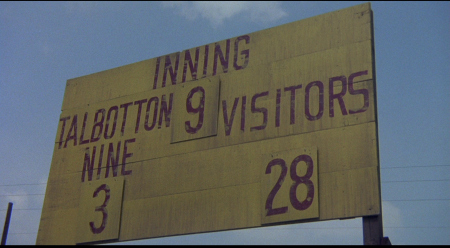 INNING
TALBOTTON 9 VISITORS
NINE
3 28